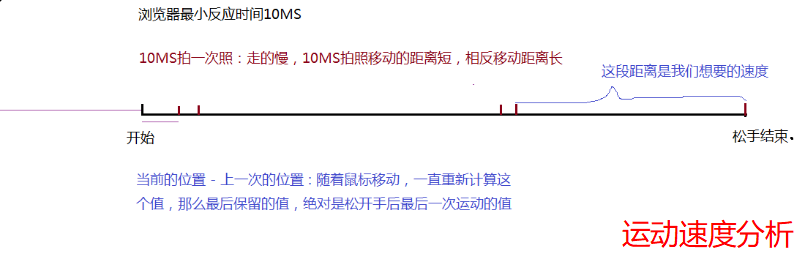 浏览器最小反应时间10MS
10MS拍一次照：走的慢，10MS拍照移动的距离短，相反移动距离长
这段距离是我们想要的速度
开始
松手结束.
当前的位置 - 上一次的位置：随着鼠标移动，一直重新计算这
个值，那么最后保留的值，绝对是松开手后最后一次运动的值
运动速度分析